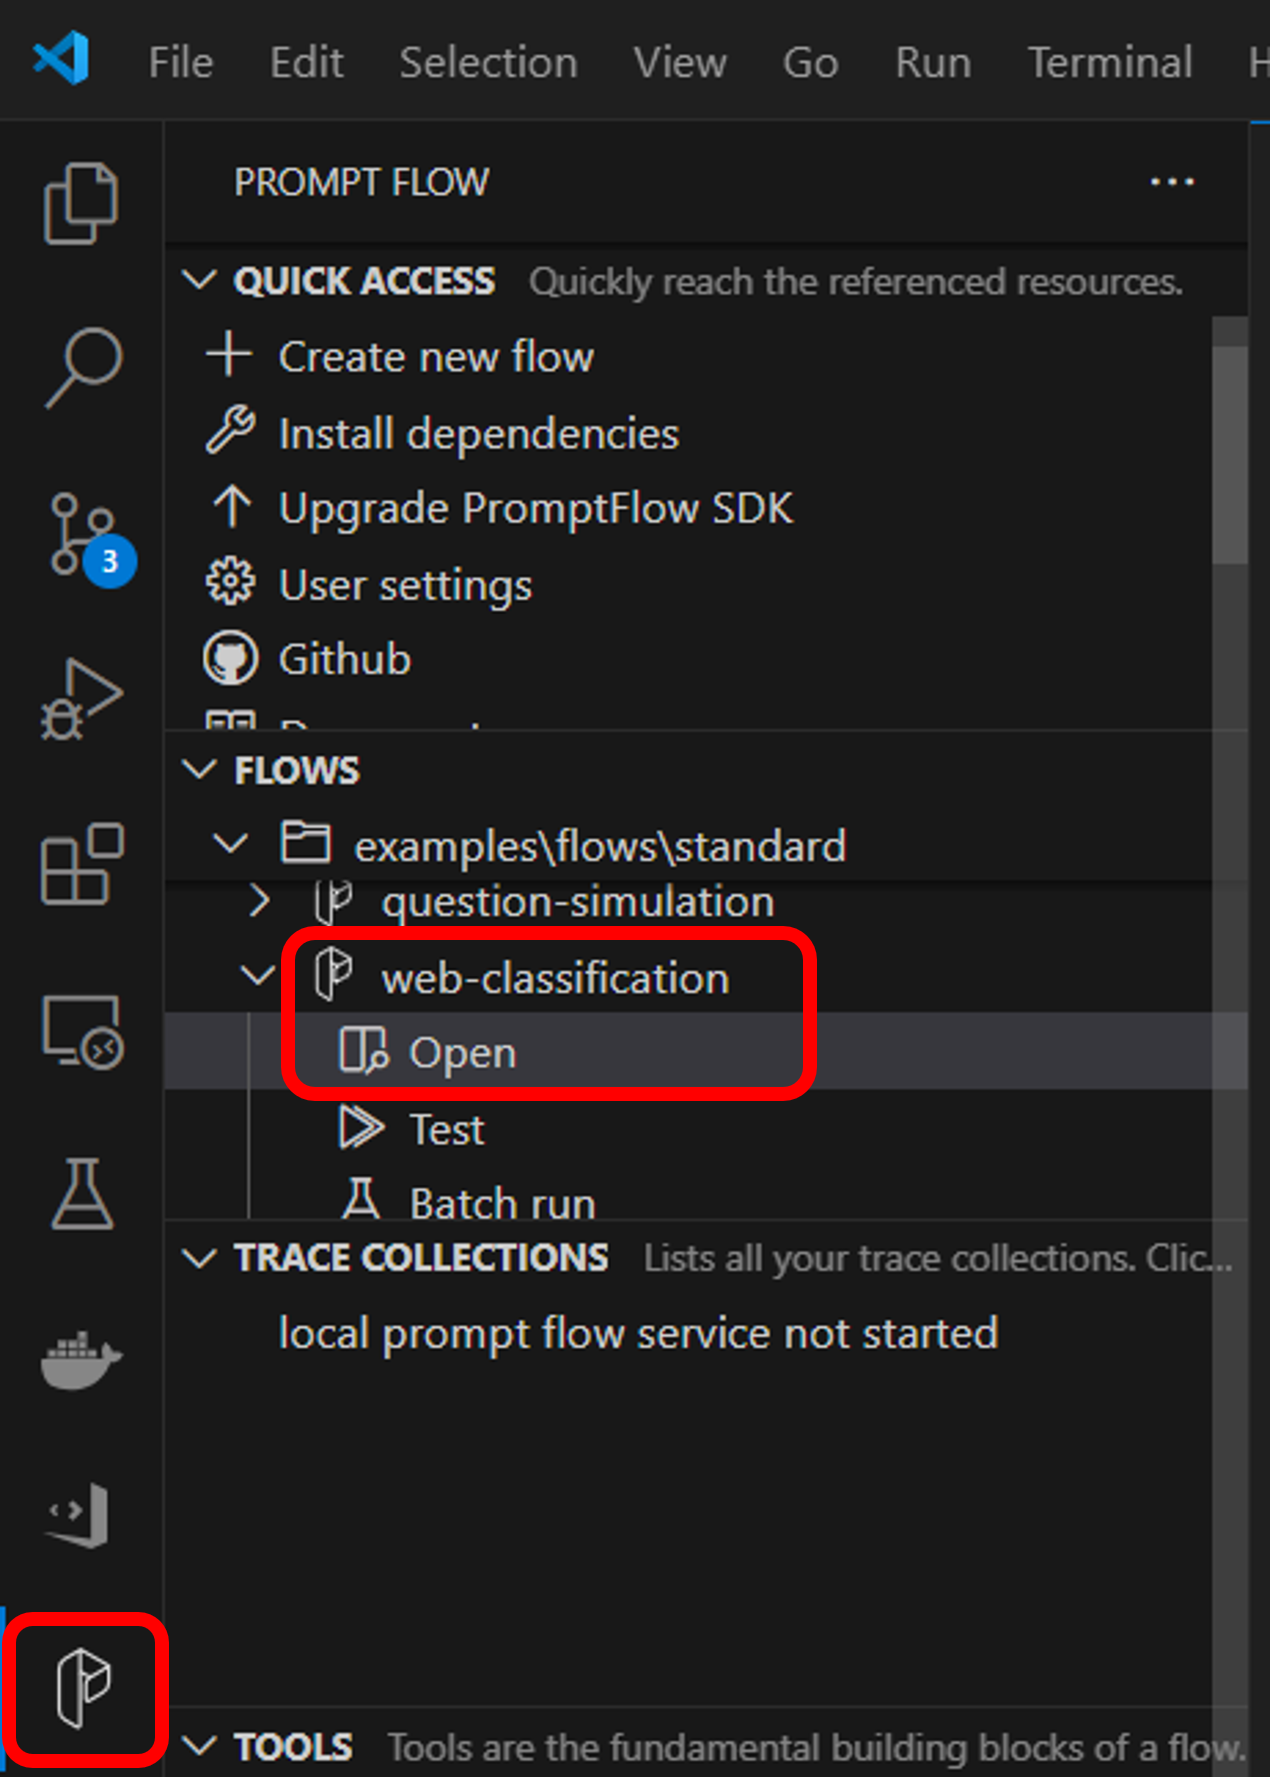 File Edit Selection View Go Run Terminal
PROMPT FLOW
QUICK ACCESS Quickly reach the referenced resources.
Create new flow
Install dependencies
Upgrade PromptFlow SDK
3
User settings
Github
FLOWS
examples\flows\standard
question-simulation
web-classification
Open
Test
Batch run
TRACE COLLECTIONS Lists all your trace collections. Clic...
local prompt flow service not started
TOOLS Tools are the fundamental building blocks of a flow.